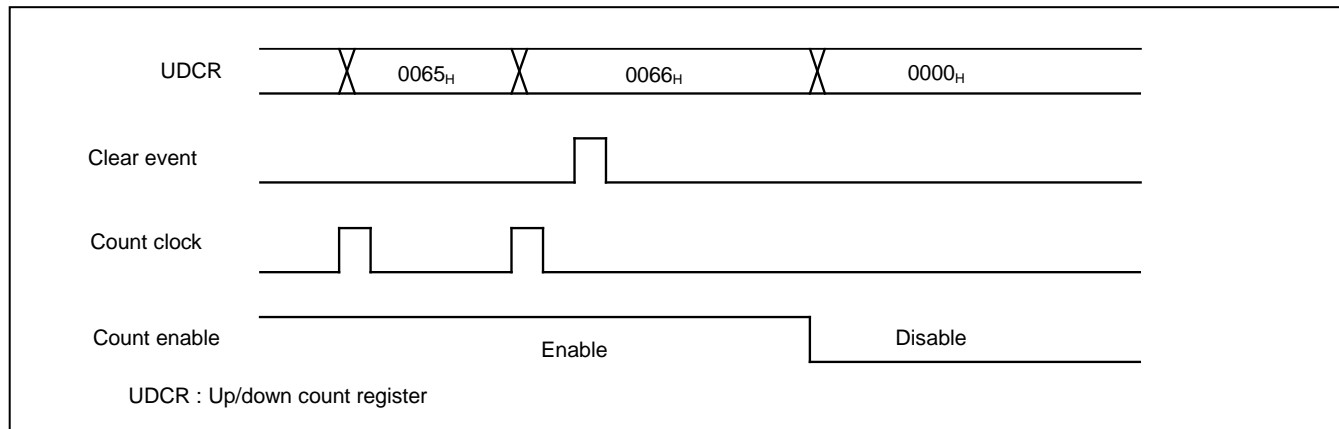 UDCR 0065H 0066H 0000H
Clear event
Count clock
Count enable Enable Disable
UDCR : Up/down count register